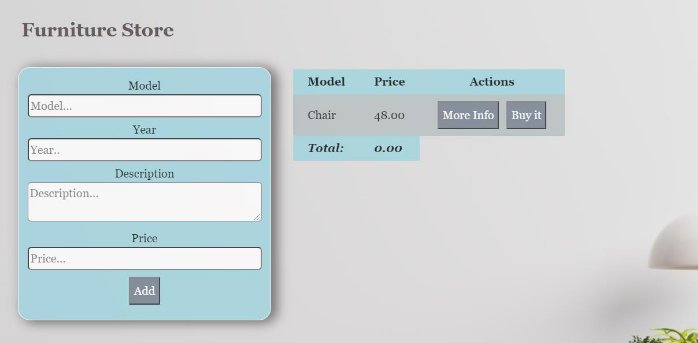 Furniture Store
Model
Model...
Year
Year..
Description
Description...
Price
Price...
Add
Model Price Actions
Chair 48.00 More Info Buy it
Total: 0.00